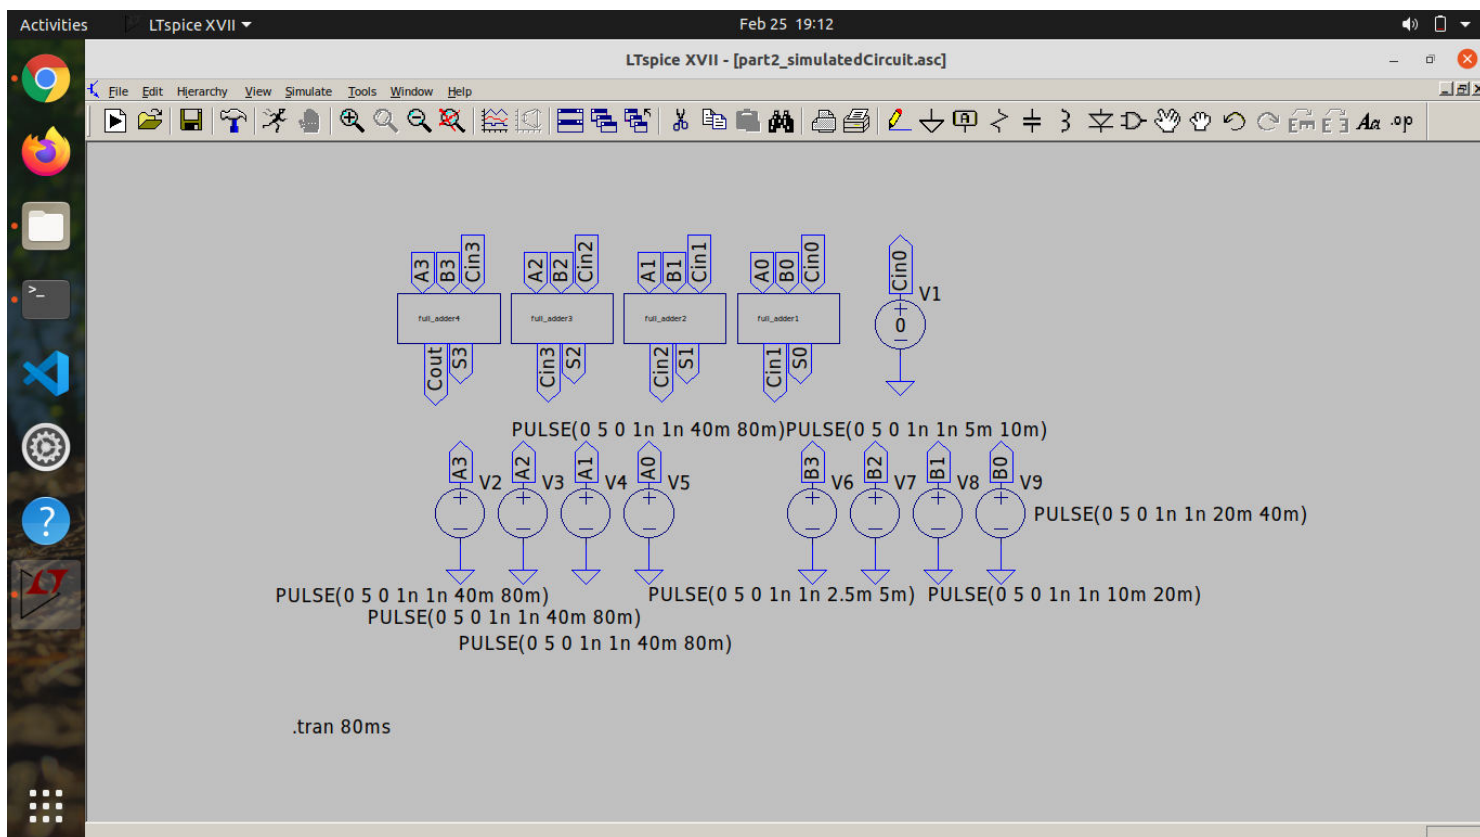 Activities LTspice XVII Feb 25 19:12
LTspice XVII - [part2_simulatedCircuit.asc]
File Edit Hierarchy View Simulate Tools Window Help
Aa .op
A3 B3 Cin3 A2 B2 Cin2 A1 B1 Cin1 A0 B0 Cin0 Cin0 V1
full_adder4 full_adder3 full_adder2 full_adder1 0
Cout S3 Cin3 S2 Cin2 S1 Cin1 S0
PULSE(0 5 0 1n 1n 40m 80m)PULSE(0 5 0 1n 1n 5m 10m)
A3 V2 A2 V3 A1 V4 A0 V5 B3 V6 B2 V7 B1 V8 B0 V9
PULSE(0 5 0 1n 1n 20m 40m)
PULSE(0 5 0 1n 1n 40m 80m) PULSE(0 5 0 1n 1n 2.5m 5m) PULSE(0 5 0 1n 1n 10m 20m)
PULSE(0 5 0 1n 1n 40m 80m)
PULSE(0 5 0 1n 1n 40m 80m)
.tran 80ms